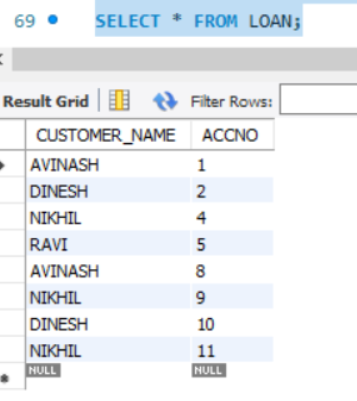 69 SELECT * FROM LOAN;
Result Grid Filter Rows:
CUSTOMER_NAME ACCNO
AVINASH 1
DINESH 2
NIKHIL 4
RAVI 5
AVINASH 8
NIKHIL 9
DINESH 10
NIKHIL 11
NULL NULL